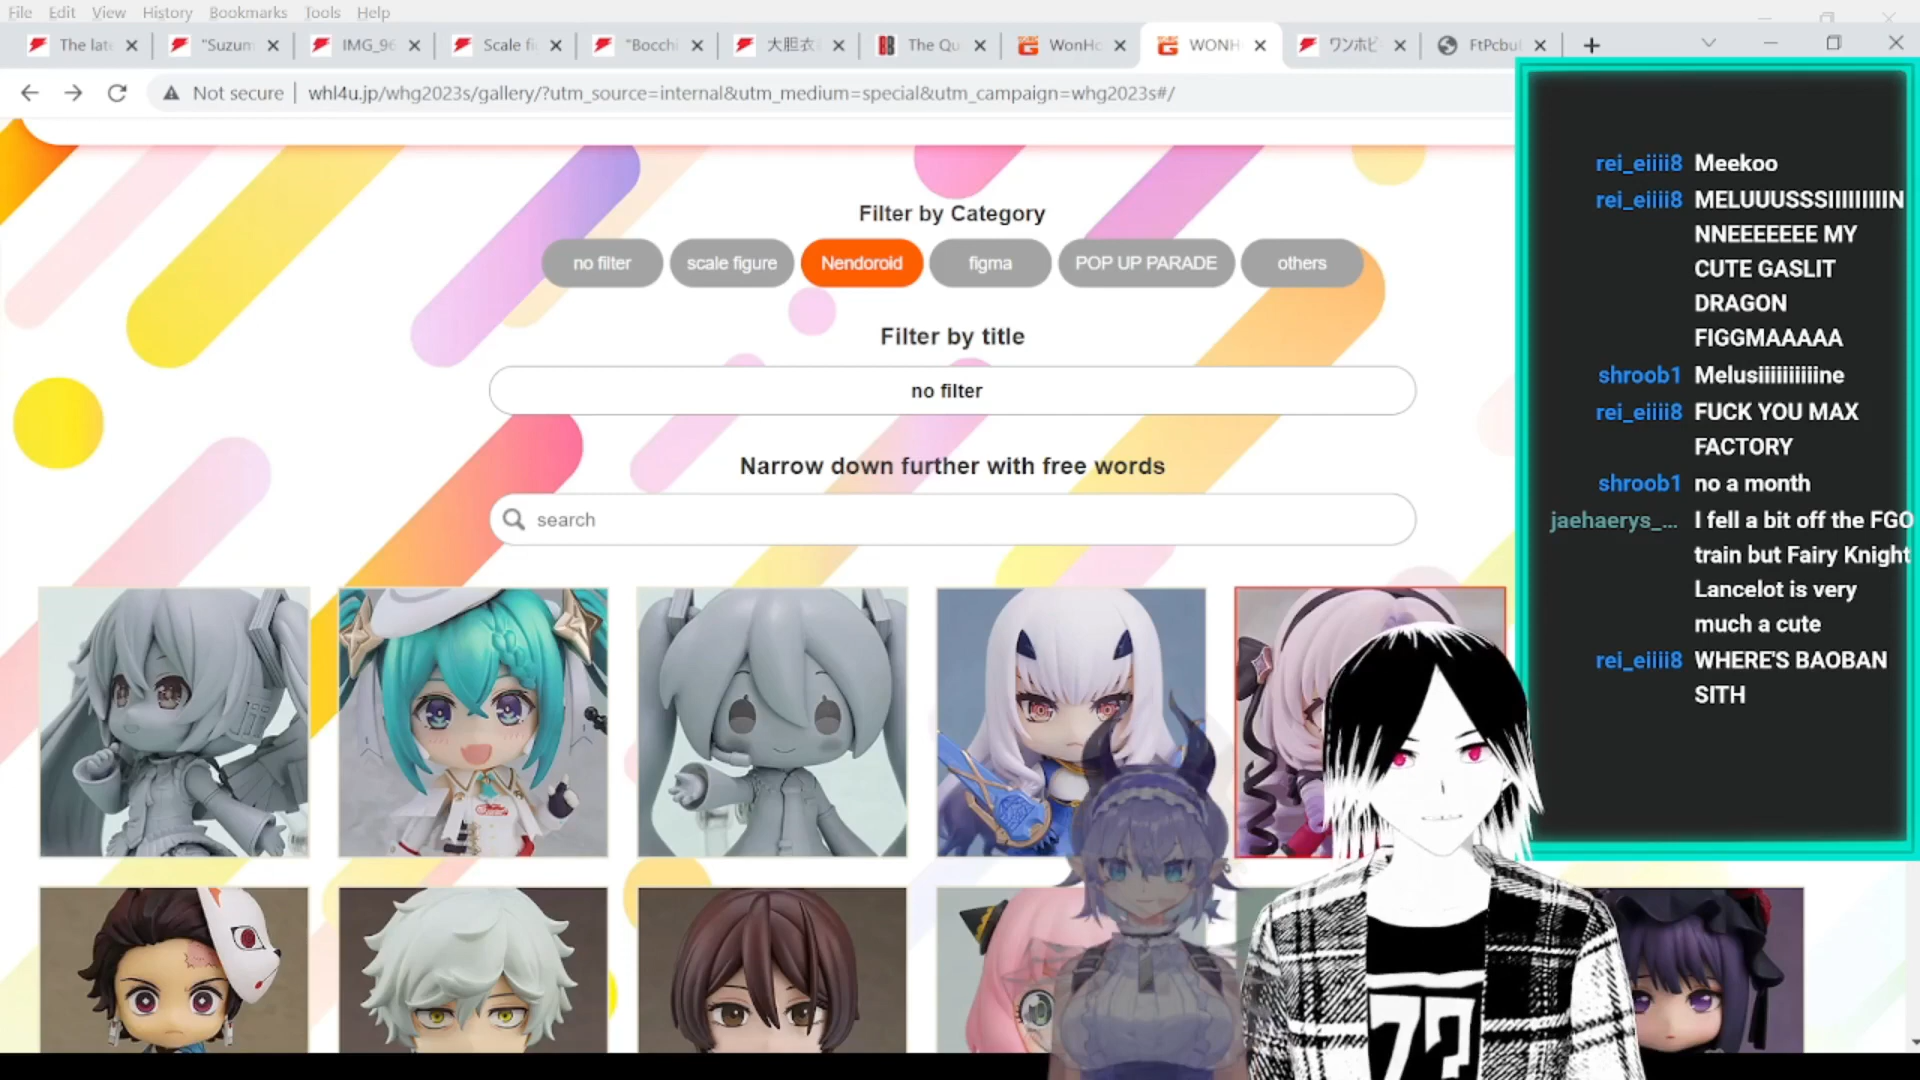 File Edit View History Bookmarks Tools Help
The late
"Suzum
IMG_96
Scale fi
"Bocchi
大胆衣
The Qu
WonHo
WONH
ワンホビ
FtPcbul
Not secure whl4u.jp/whg2023s/gallery/?utm_source=internal&utm_medium=special&utm_campaign=whg2023s#/
Filter by Category
no filter scale figure Nendoroid figma POP UP PARADE others
Filter by title
no filter
Narrow down further with free words
search
rei_eiiii8 Meekoo
rei_eiiii8 MELUUUSSSIIIIIIIIIN
NNEEEEEEE MY
CUTE GASLIT
DRAGON
FIGGMAAAAA
shroob1 Melusiiiiiiiiiine
rei_eiiii8 FUCK YOU MAX
FACTORY
shroob1 no a month
jaehaerys_... I fell a bit off the FGO
train but Fairy Knight
Lancelot is very
much a cute
rei_eiiii8 WHERE'S BAOBAN
SITH